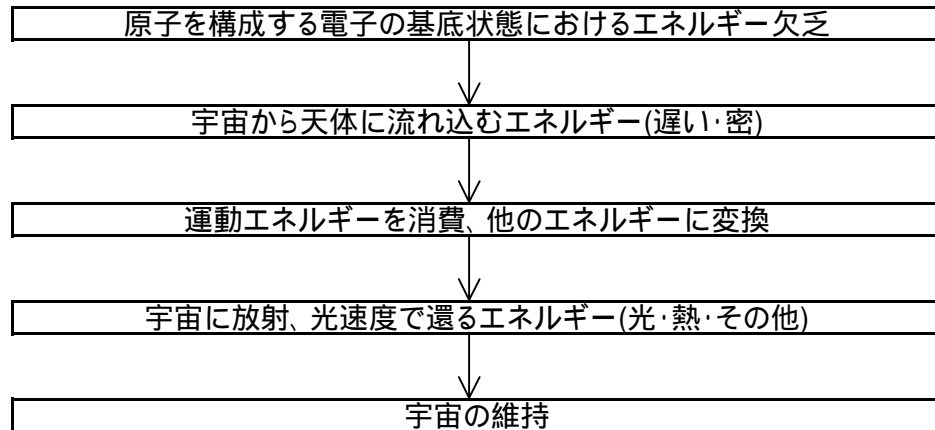 原子を構成する電子の基底状態におけるエネルギー欠乏
宇宙から天体に流れ込むエネルギー(遅い･密)
運動エネルギーを消費、他のエネルギーに変換
宇宙に放射、光速度で還るエネルギー(光･熱･その他)
宇宙の維持